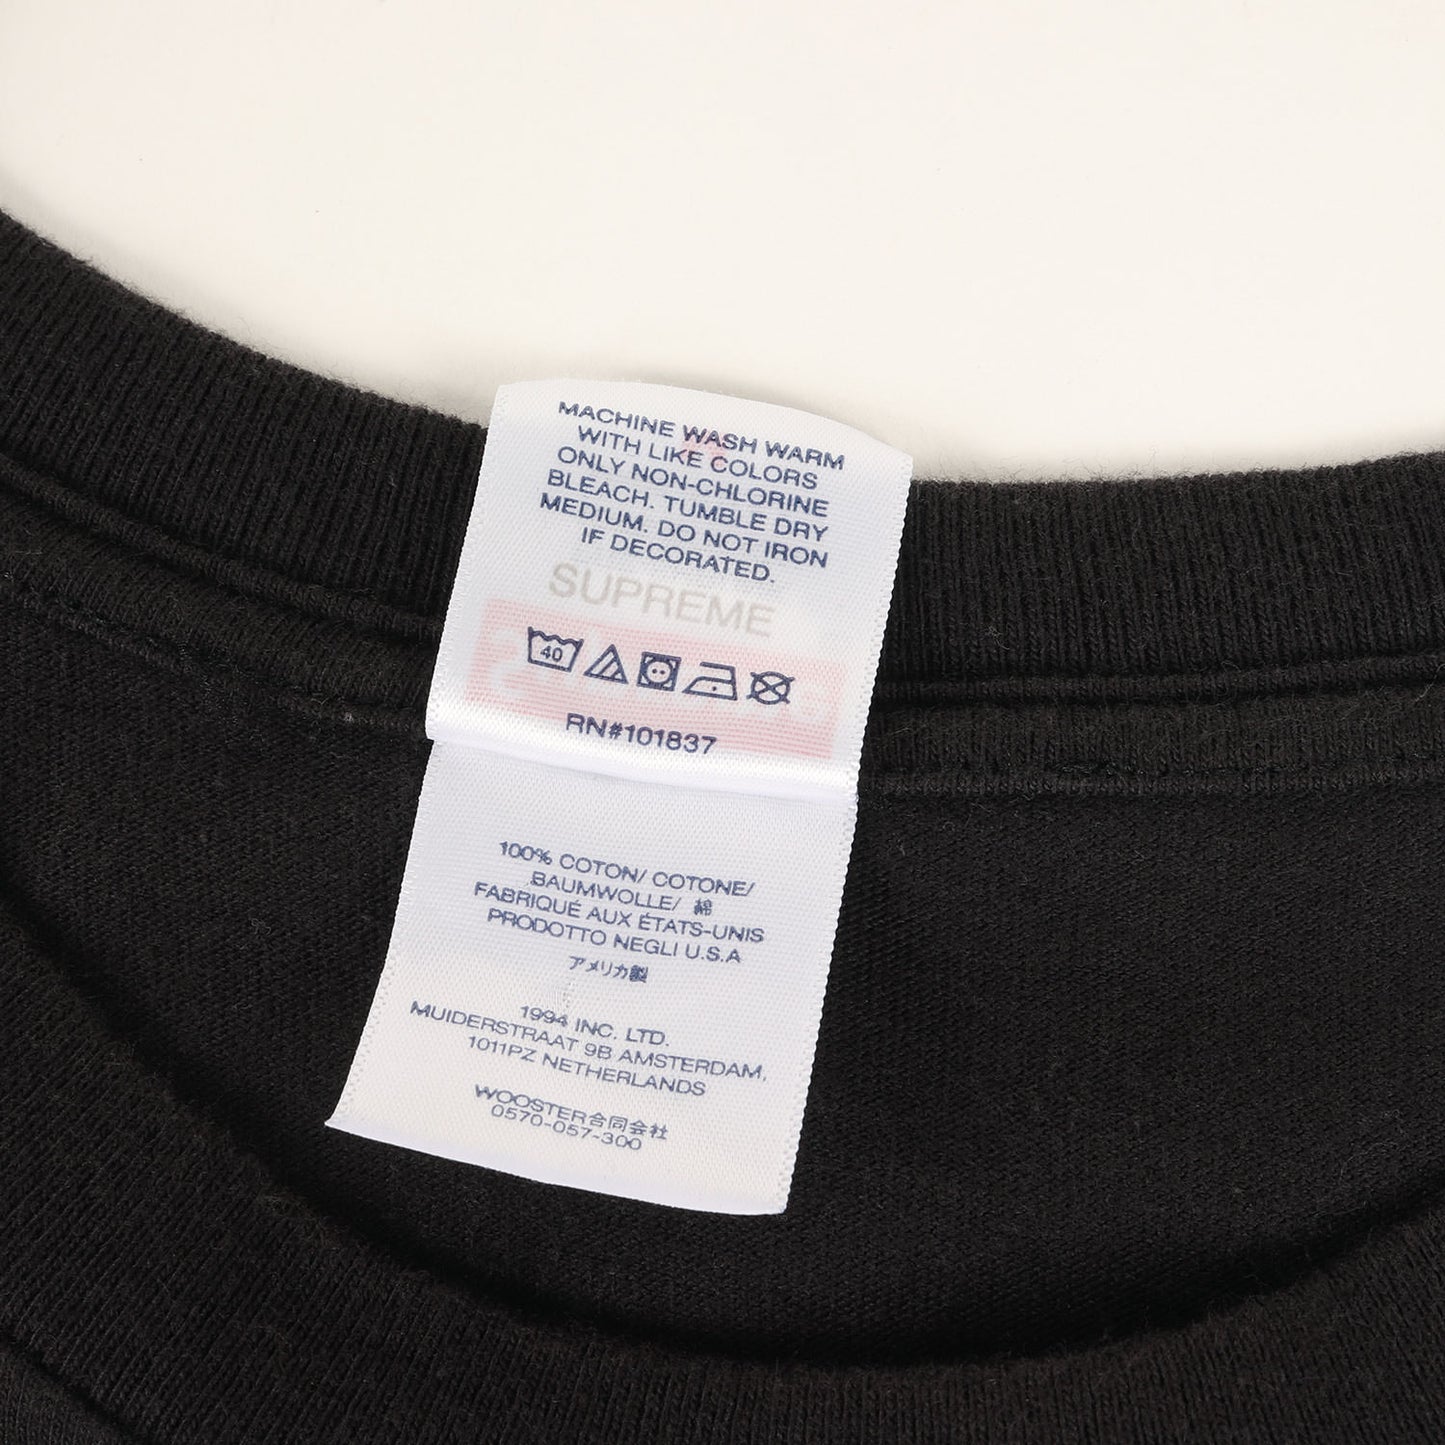 MACHINE WASH WARM
WITH LIKE COLORS
ONLY NON-CHLORINE
BLEACH. TUMBLE DRY
MEDIUM. DO NOT IRON
IF DECORATED.
SUPREME
40
RN#101837
100% COTON/ COTONE/
BAUMWOLLE/ 綿
FABRIQUÉ AUX ÉTATS-UNIS
PRODOTTO NEGLI U.S.A
アメリカ製
1994 INC. LTD.
MUIDERSTRAAT 9B AMSTERDAM,
1011PZ NETHERLANDS
WOOSTER合同会社
0570-057-300